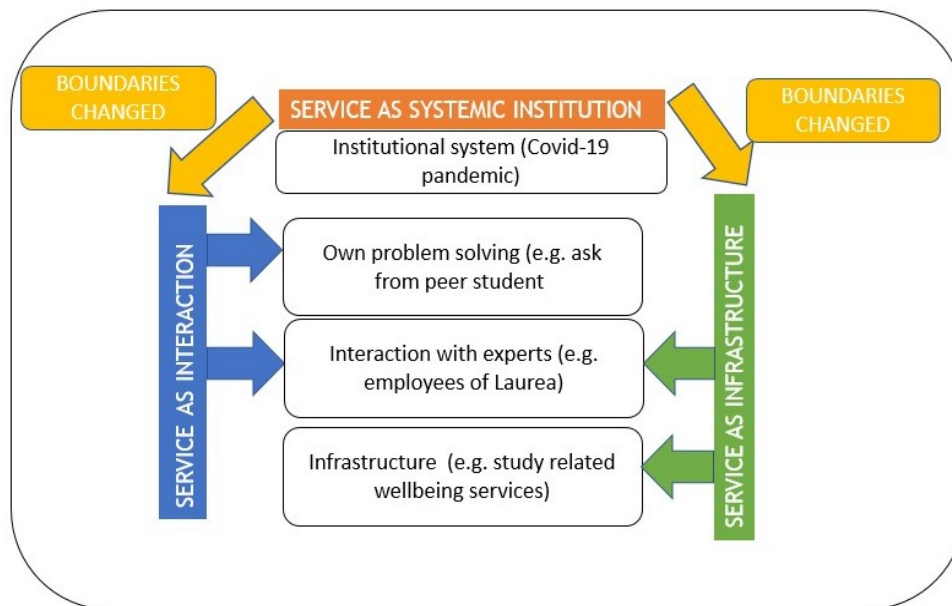 BOUNDARIES
CHANGED
SERVICE AS SYSTEMIC INSTITUTION
BOUNDARIES
CHANGED
Institutional system (Covid-19
pandemic)
SERVICE AS INTERACTION
Own problem solving (e.g. ask
from peer student
Interaction with experts (e.g.
employees of Laurea)
Infrastructure (e.g. study related
wellbeing services)
SERVICE AS INFRASTRUCTURE